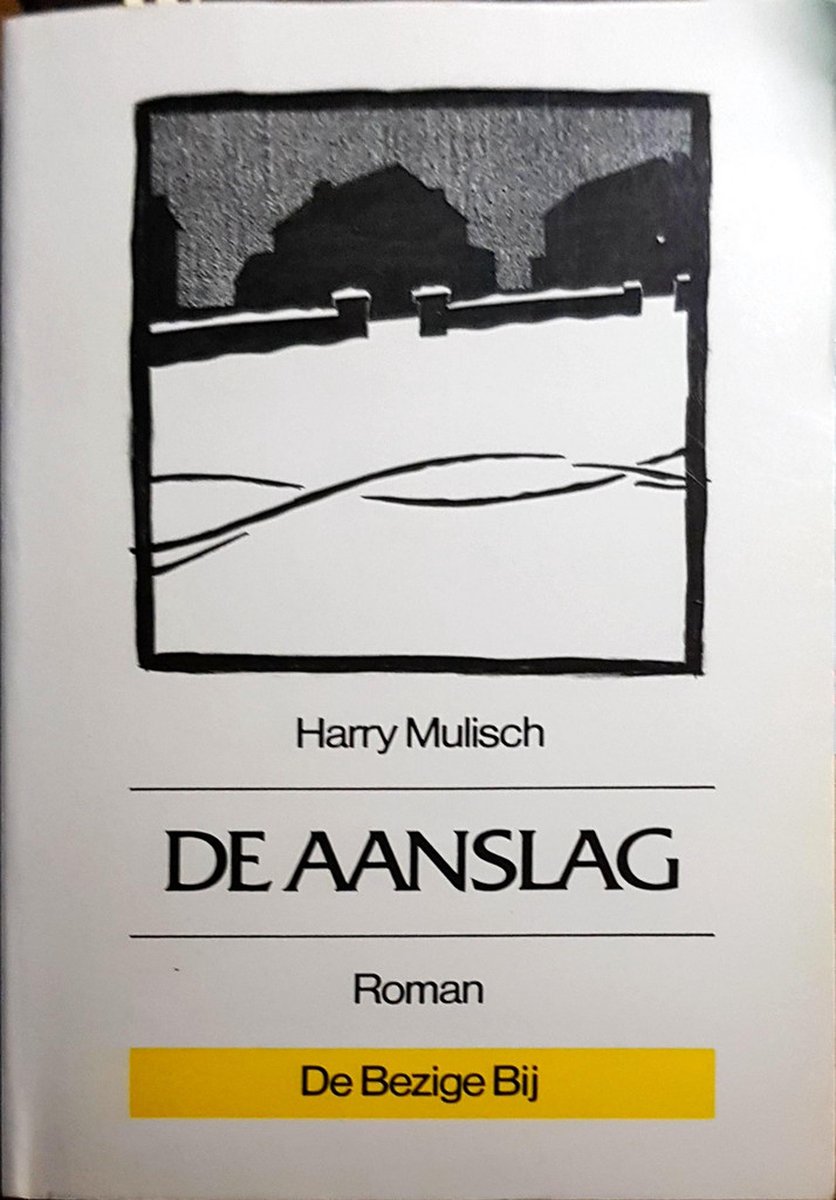 Harry Mulisch
DE AANSLAG
Roman
De Bezige Bij